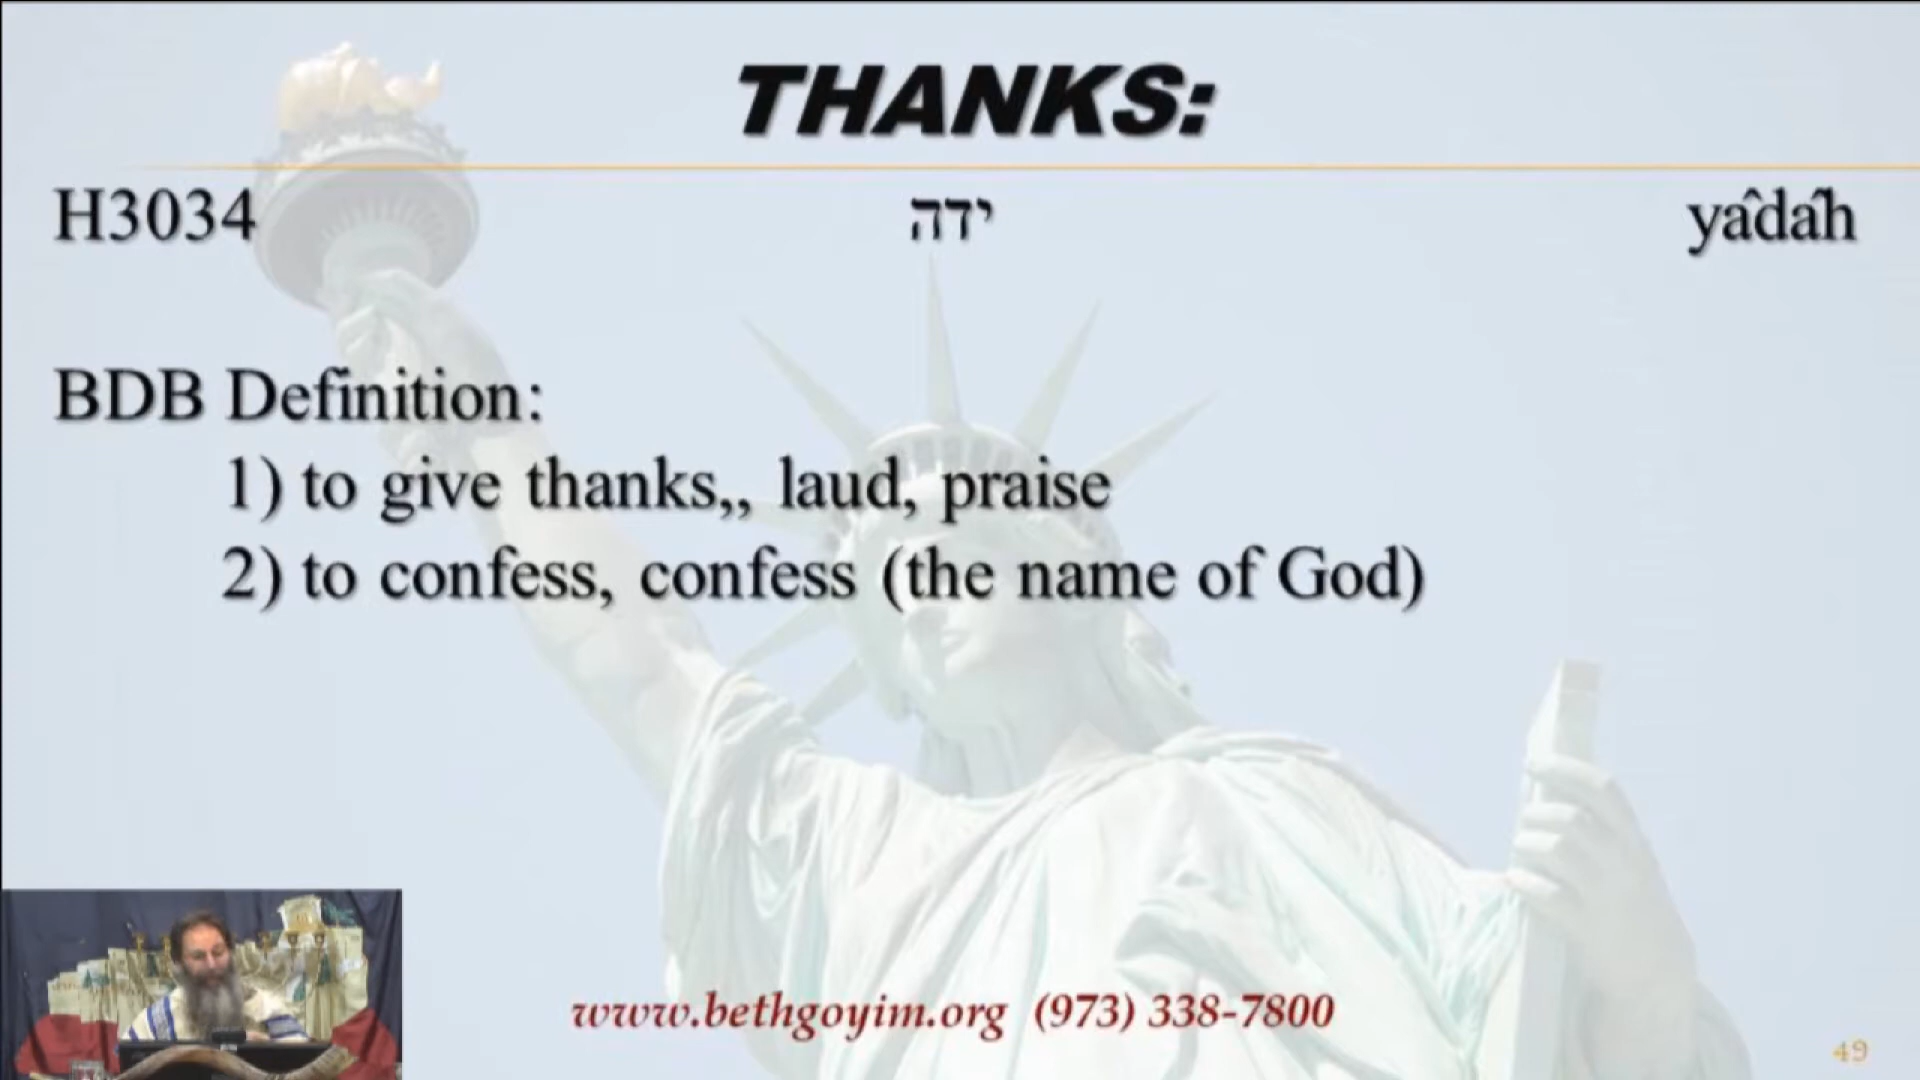 THANKS:
H3034 ידה yâdâh
BDB Definition:
1) to give thanks,, laud, praise
2) to confess, confess (the name of God)
www.bethgoyim.org (973) 338-7800
49